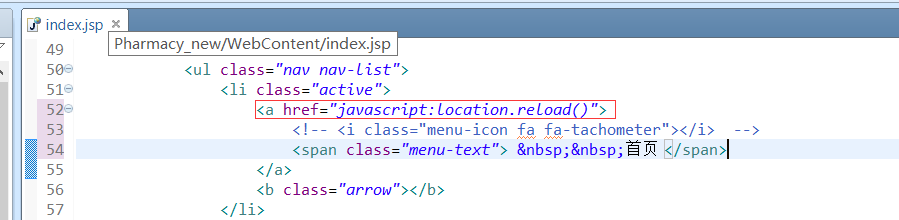 index.jsp
Pharmacy_new/WebContent/index.jsp
49
50 <ul class="nav nav-list">
51 <li class="active">
52 <a href="javascript:location.reload()">
53 <!-- <i class="menu-icon fa fa-tachometer"></i> -->
54 <span class="menu-text"> &nbsp;&nbsp;首页 </span>
55 </a>
56 <b class="arrow"></b>
57 </li>